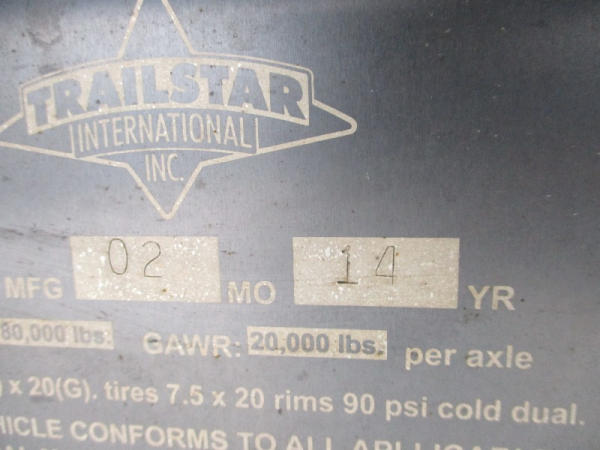 TRAILSTAR
INTERNATIONAL
INC.
MFG 02 MO 14 YR
80,000 lbs. GAWR: 20,000 lbs. per axle
x 20(G). tires 7.5 x 20 rims 90 psi cold dual.
CONFORMS TO ALL